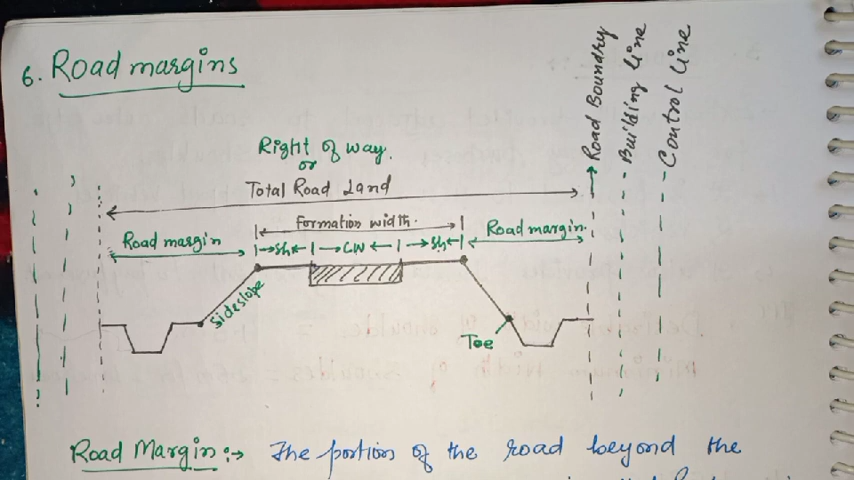 6. Road margins
Right of way.
or
Total Road Land
Formation width.
Road margin
sh
CW
sh
Road margin.
Road Boundry
Building line
Control line
Sideslope
Toe
Road Margin :→ The portion of the road beyond the